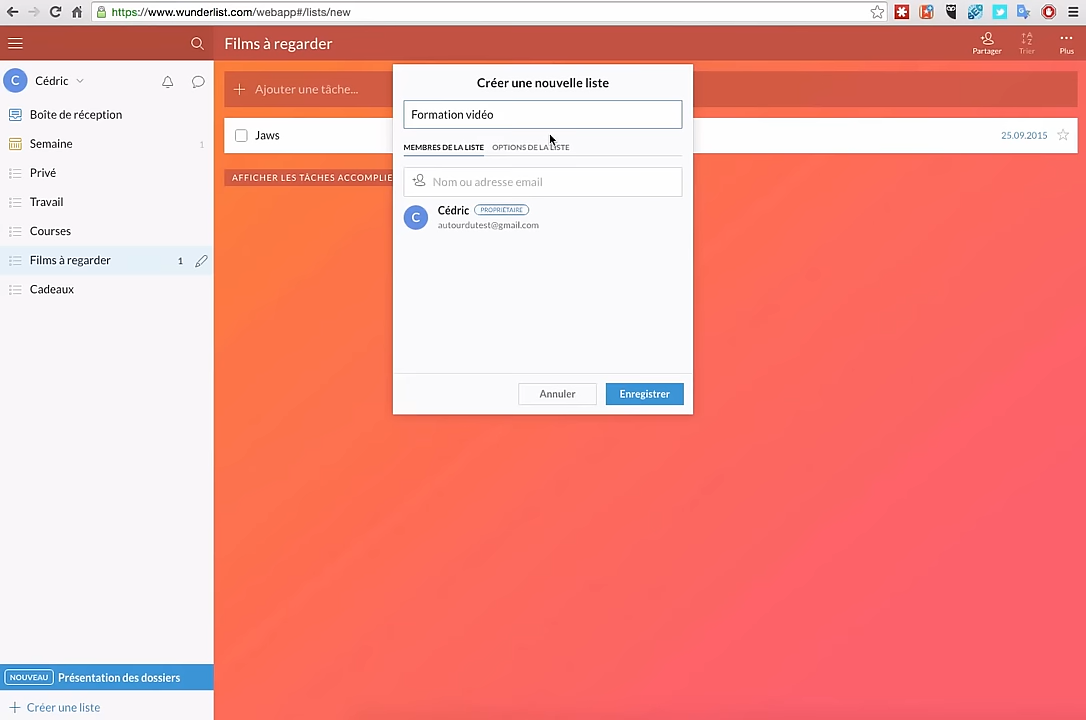 https://www.wunderlist.com/webapp#/lists/new
Films à regarder
Partager
Trier
Plus
C
Cédric
Boîte de réception
Semaine
1
Privé
Travail
Courses
Films à regarder
1
Cadeaux
NOUVEAU
Présentation des dossiers
Créer une liste
Ajouter une tâche...
Jaws
25.09.2015
AFFICHER LES TÂCHES ACCOMPLIE
Créer une nouvelle liste
Formation vidéo
MEMBRES DE LA LISTE
OPTIONS DE LA LISTE
Nom ou adresse email
C
Cédric
PROPRIÉTAIRE
autourdutest@gmail.com
Annuler
Enregistrer